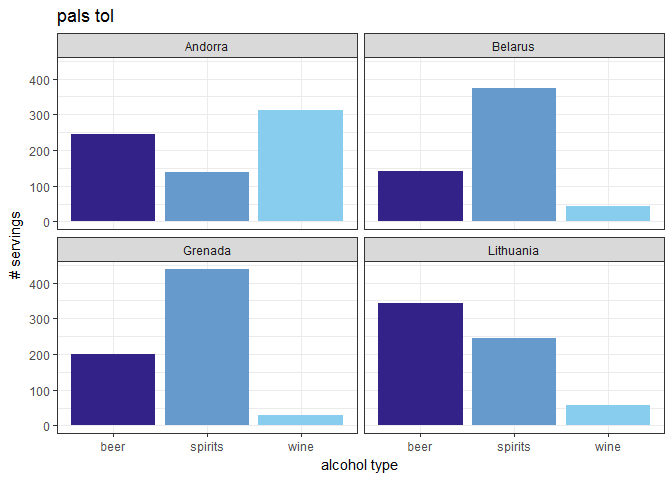 pals tol
Andorra
Belarus
400
300
200
100
0
Grenada
Lithuania
400
300
200
100
0
# servings
beer
spirits
wine
beer
spirits
wine
alcohol type